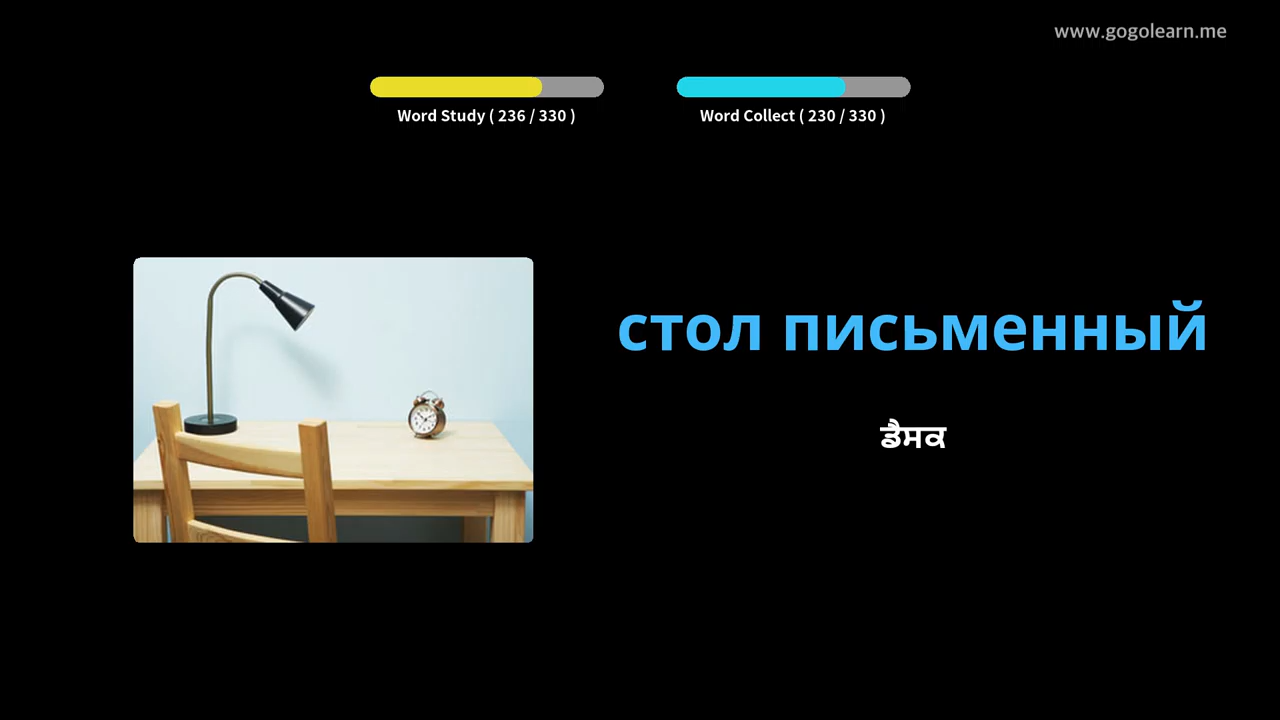 www.gogolearn.me
Word Study ( 236 / 330 )
Word Collect ( 230 / 330 )
стол письменный
ਡੈਸਕ